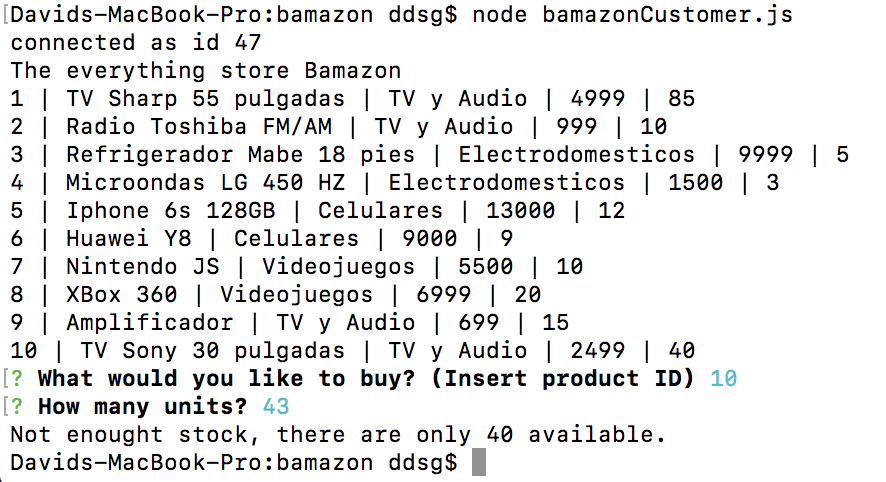 [Davids-MacBook-Pro:bamazon ddsg$ node bamazonCustomer.js
connected as id 47
The everything store Bamazon
1 | TV Sharp 55 pulgadas | TV y Audio | 4999 | 85
2 | Radio Toshiba FM/AM | TV y Audio | 999 | 10
3 | Refrigerador Mabe 18 pies | Electrodomesticos | 9999 | 5
4 | Microondas LG 450 HZ | Electrodomesticos | 1500 | 3
5 | Iphone 6s 128GB | Celulares | 13000 | 12
6 | Huawei Y8 | Celulares | 9000 | 9
7 | Nintendo JS | Videojuegos | 5500 | 10
8 | XBox 360 | Videojuegos | 6999 | 20
9 | Amplificador | TV y Audio | 699 | 15
10 | TV Sony 30 pulgadas | TV y Audio | 2499 | 40
[? What would you like to buy? (Insert product ID) 10
[? How many units? 43
Not enought stock, there are only 40 available.
Davids-MacBook-Pro:bamazon ddsg$